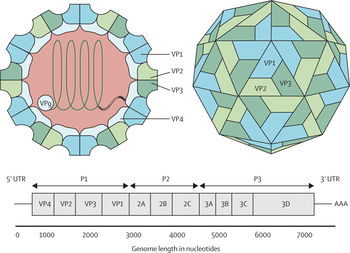 VP1
VP2
VP3
VP4
VPg
VP1
VP3
VP2
5' UTR P1 P2 P3 3' UTR
VP4 VP2 VP3 VP1 2A 2B 2C 3A 3B 3C 3D AAA
0 1000 2000 3000 4000 5000 6000 7000
Genome length in nucleotides